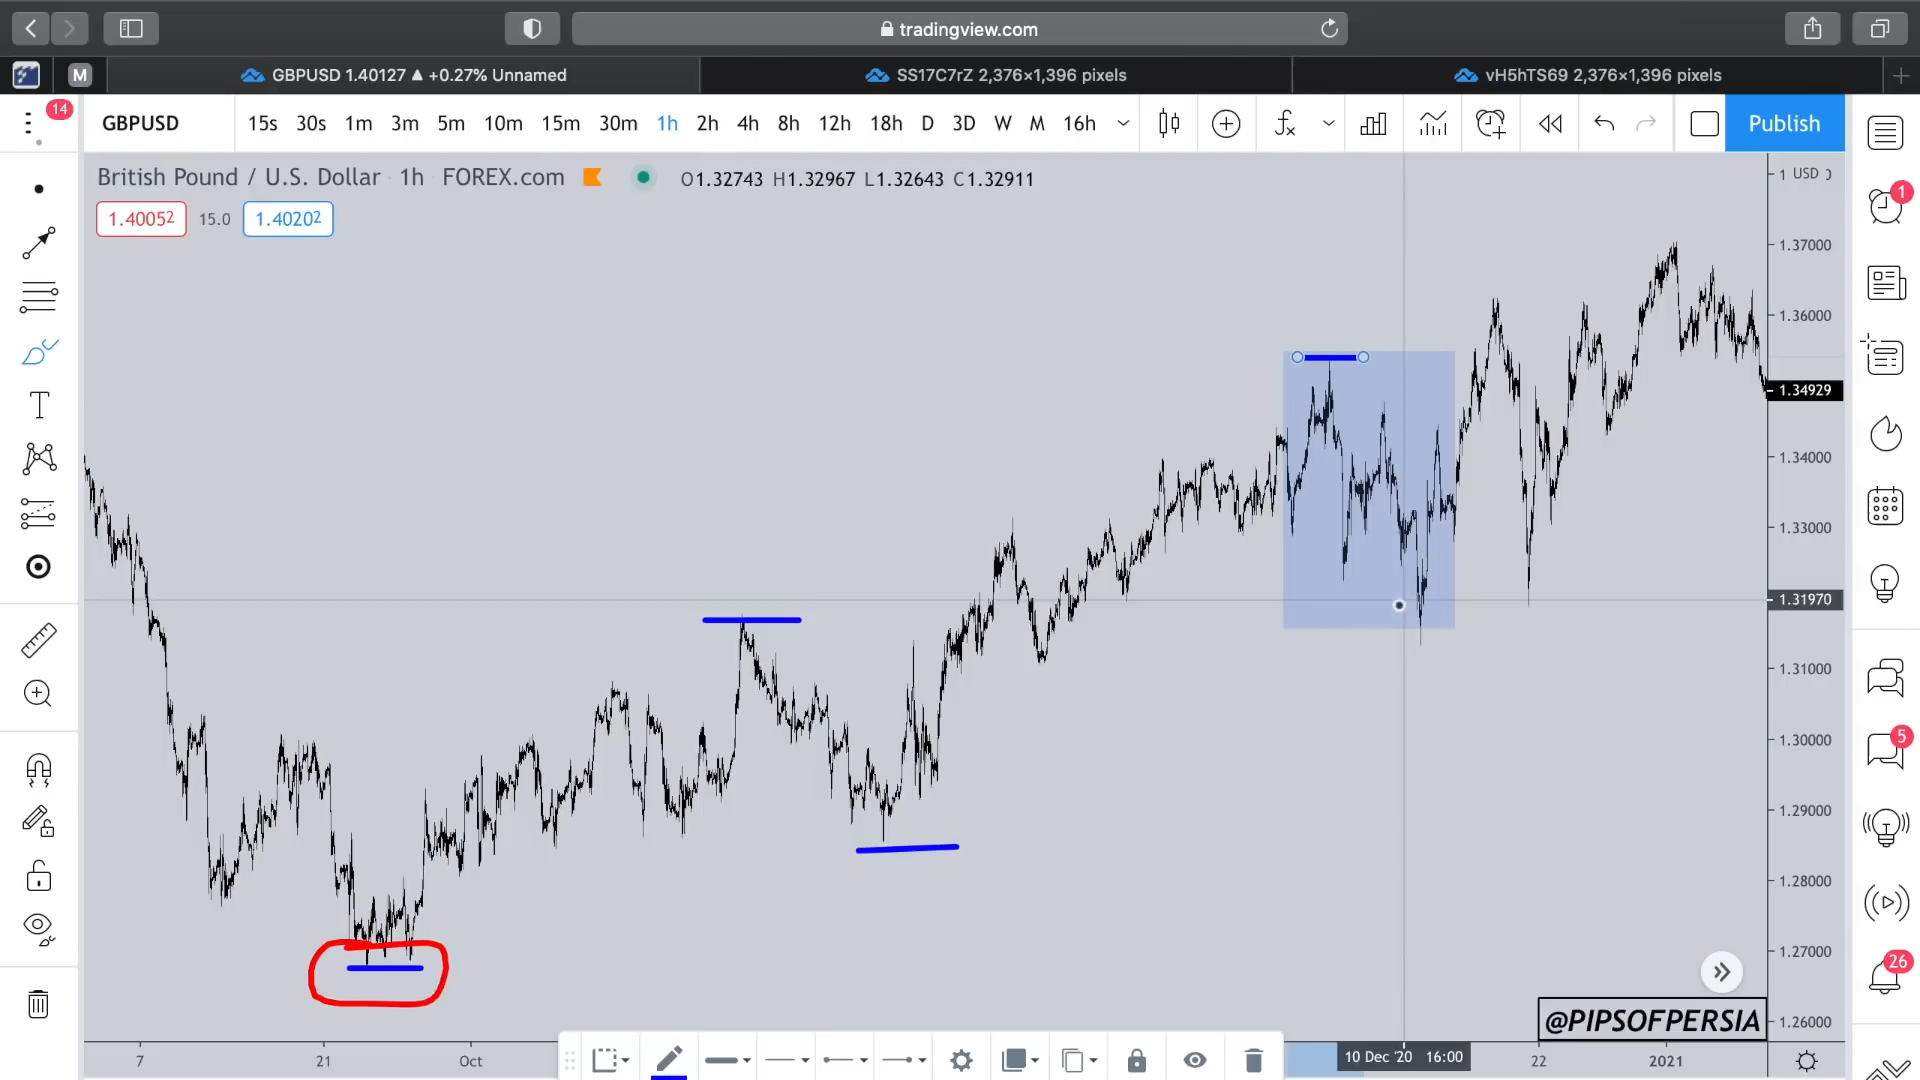 tradingview.com
M
GBPUSD 1.40127 ▲ +0.27% Unnamed
SS17C7rZ 2,376×1,396 pixels
vH5hTS69 2,376×1,396 pixels
14
GBPUSD
15s 30s 1m 3m 5m 10m 15m 30m 1h 2h 4h 8h 12h 18h D 3D W M 16h
Publish
British Pound / U.S. Dollar 1h FOREX.com
O1.32743 H1.32967 L1.32643 C1.32911
USD
1.40052 15.0 1.40202
1
1.37000
1.36000
1.34929
1.34000
1.33000
1.31970
1.31000
1.30000
1.29000
1.28000
1.27000
1.26000
5
26
@PIPSOFPERSIA
7 21 Oct 10 Dec '20 16:00 22 2021